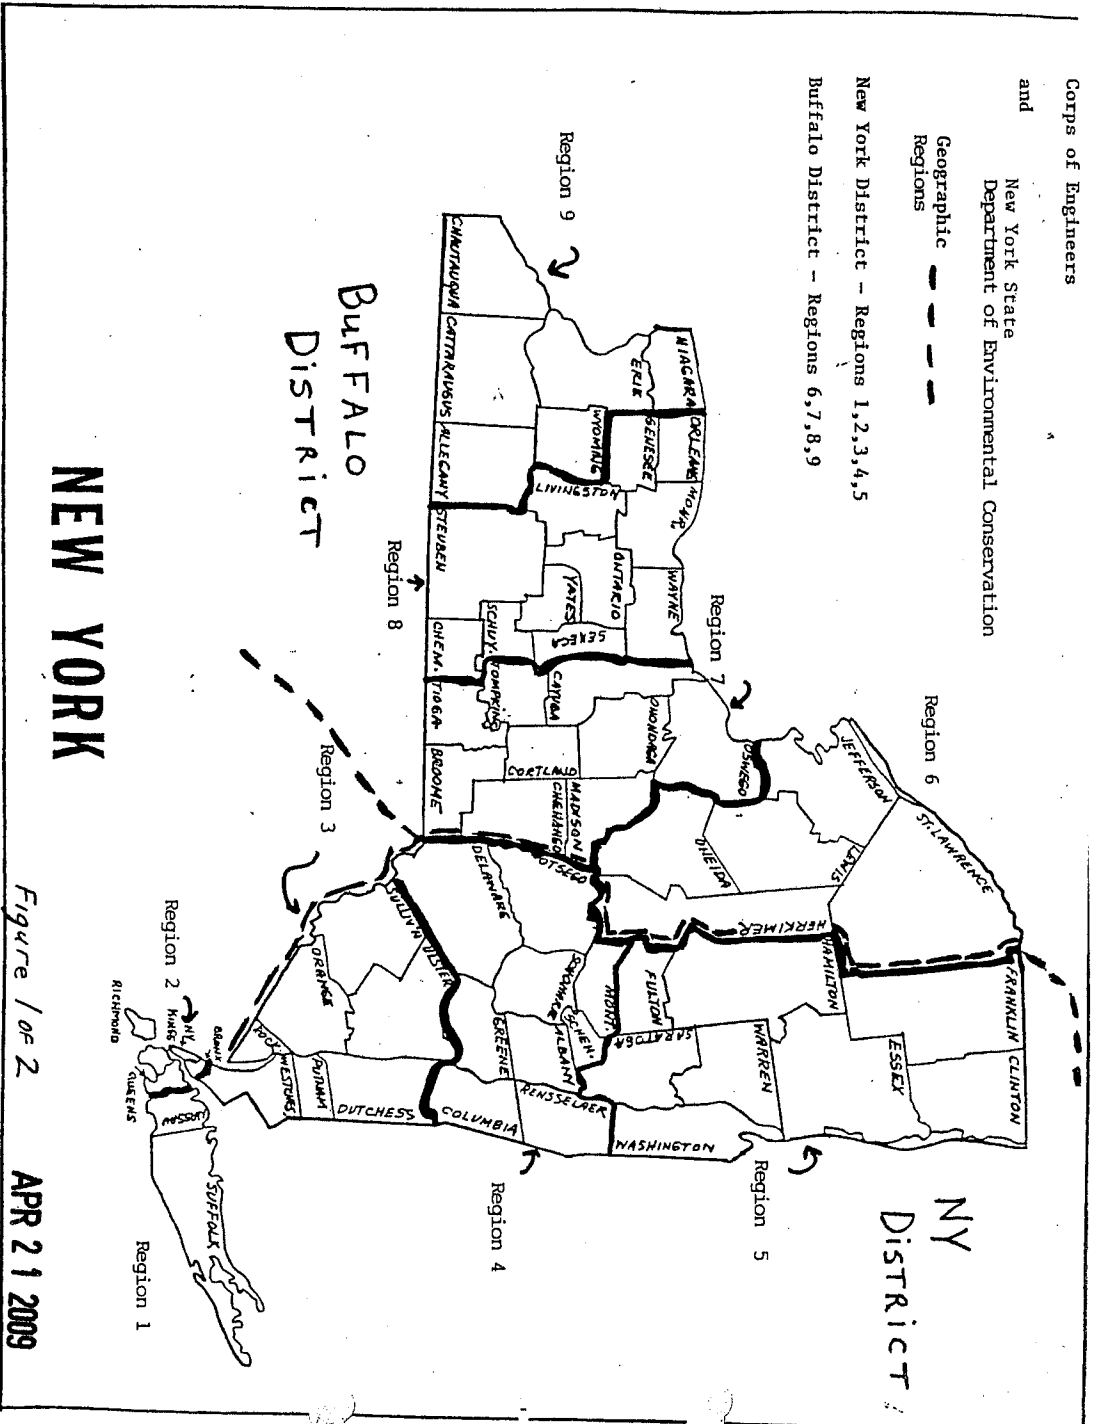 Corps of Engineers
and New York State
Department of Environmental Conservation
Geographic
Regions
New York District - Regions 1,2,3,4,5
Buffalo District - Regions 6,7,8,9
NY
DISTRICT
Region 6
Region 5
Region 7
Region 9
Region 4
Region 8
Region 3
Region 2
Region 1
BUFFALO
DISTRICT
FRANKLIN
CLINTON
ST. LAWRENCE
ESSEX
JEFFERSON
HAMILTON
HERKIMER
WARREN
OSWEGO
ONEIDA
WASHINGTON
NIAGARA
ORLEANS
WAYNE
ONONDAGA
FULTON
SARATOGA
ERIE
GENESEE
ONTARIO
MONT.
WYOMING
LIVINGSTON
YATES
SENECA
CAYUGA
MADISON
CHENANGO
OTSEGO
SCHEN.
ALBANY
RENSSELAER
CORTLAND
SCHUY.
TOMPKINS
DELAWARE
GREENE
COLUMBIA
CHAUTAUQUA
CATTARAUGUS
ALLEGANY
STEUBEN
CHEM.
TIOGA
BROOME
ULSTER
DUTCHESS
ORANGE
PUTNAM
WESTCHES
ROCK
BRONX
N.Y.
KINGS
RICHMOND
QUEENS
NASSAU
SUFFOLK
NEW YORK
Figure 1 of 2
APR 21 2009